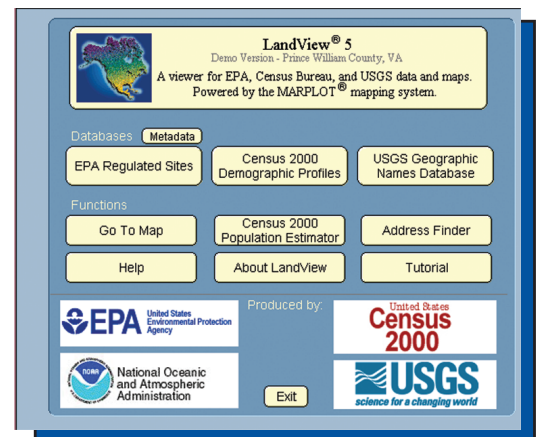 LandView® 5
Demo Version - Prince William County, VA
A viewer for EPA, Census Bureau, and USGS data and maps.
Powered by the MARPLOT® mapping system.
Databases Metadata
EPA Regulated Sites
Census 2000
Demographic Profiles
USGS Geographic
Names Database
Functions
Go To Map
Census 2000
Population Estimator
Address Finder
Help
About LandView
Tutorial
Produced by:
EPA
United States
Environmental Protection
Agency
United States
Census
2000
NOAA
National Oceanic
and Atmospheric
Administration
Exit
USGS
science for a changing world